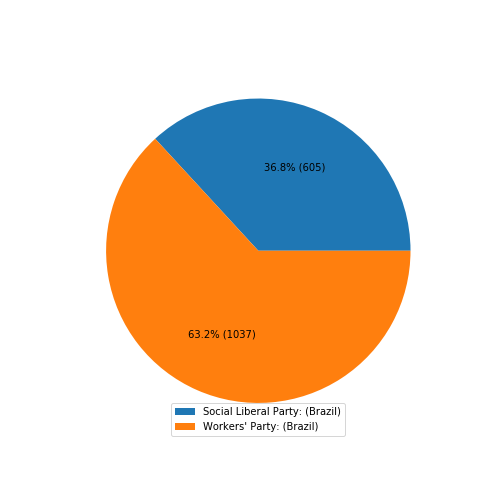 36.8% (605)
63.2% (1037)
Social Liberal Party: (Brazil)
Workers' Party: (Brazil)